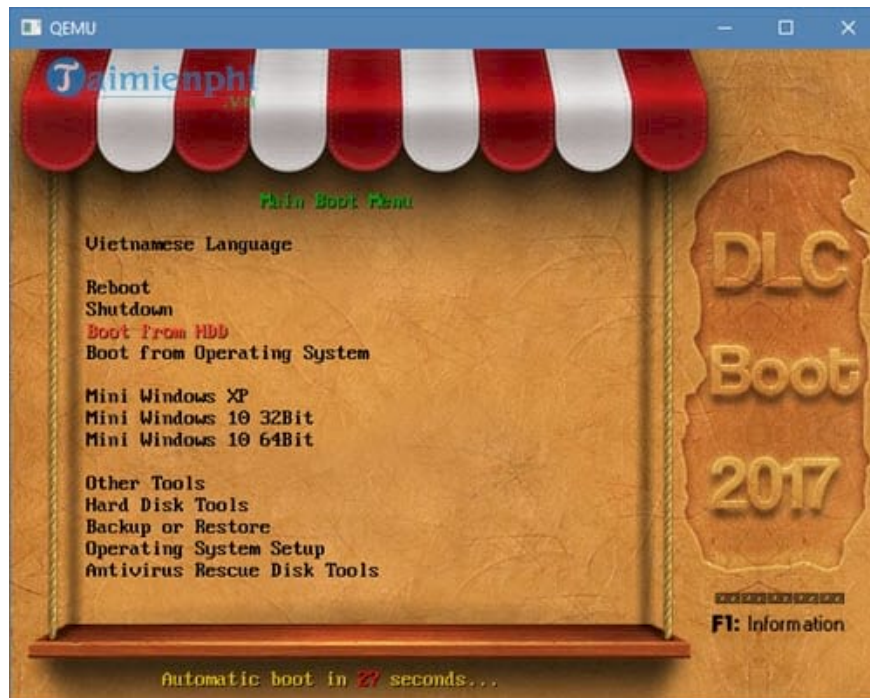 QEMU
Taimienphi
.vn
Main Boot Menu
Vietnamese Language
Reboot
Shutdown
Boot from HDD
Boot from Operating System
Mini Windows XP
Mini Windows 10 32Bit
Mini Windows 10 64Bit
Other Tools
Hard Disk Tools
Backup or Restore
Operating System Setup
Antivirus Rescue Disk Tools
DLC
Boot
2017
F1: Information
Automatic boot in 27 seconds...